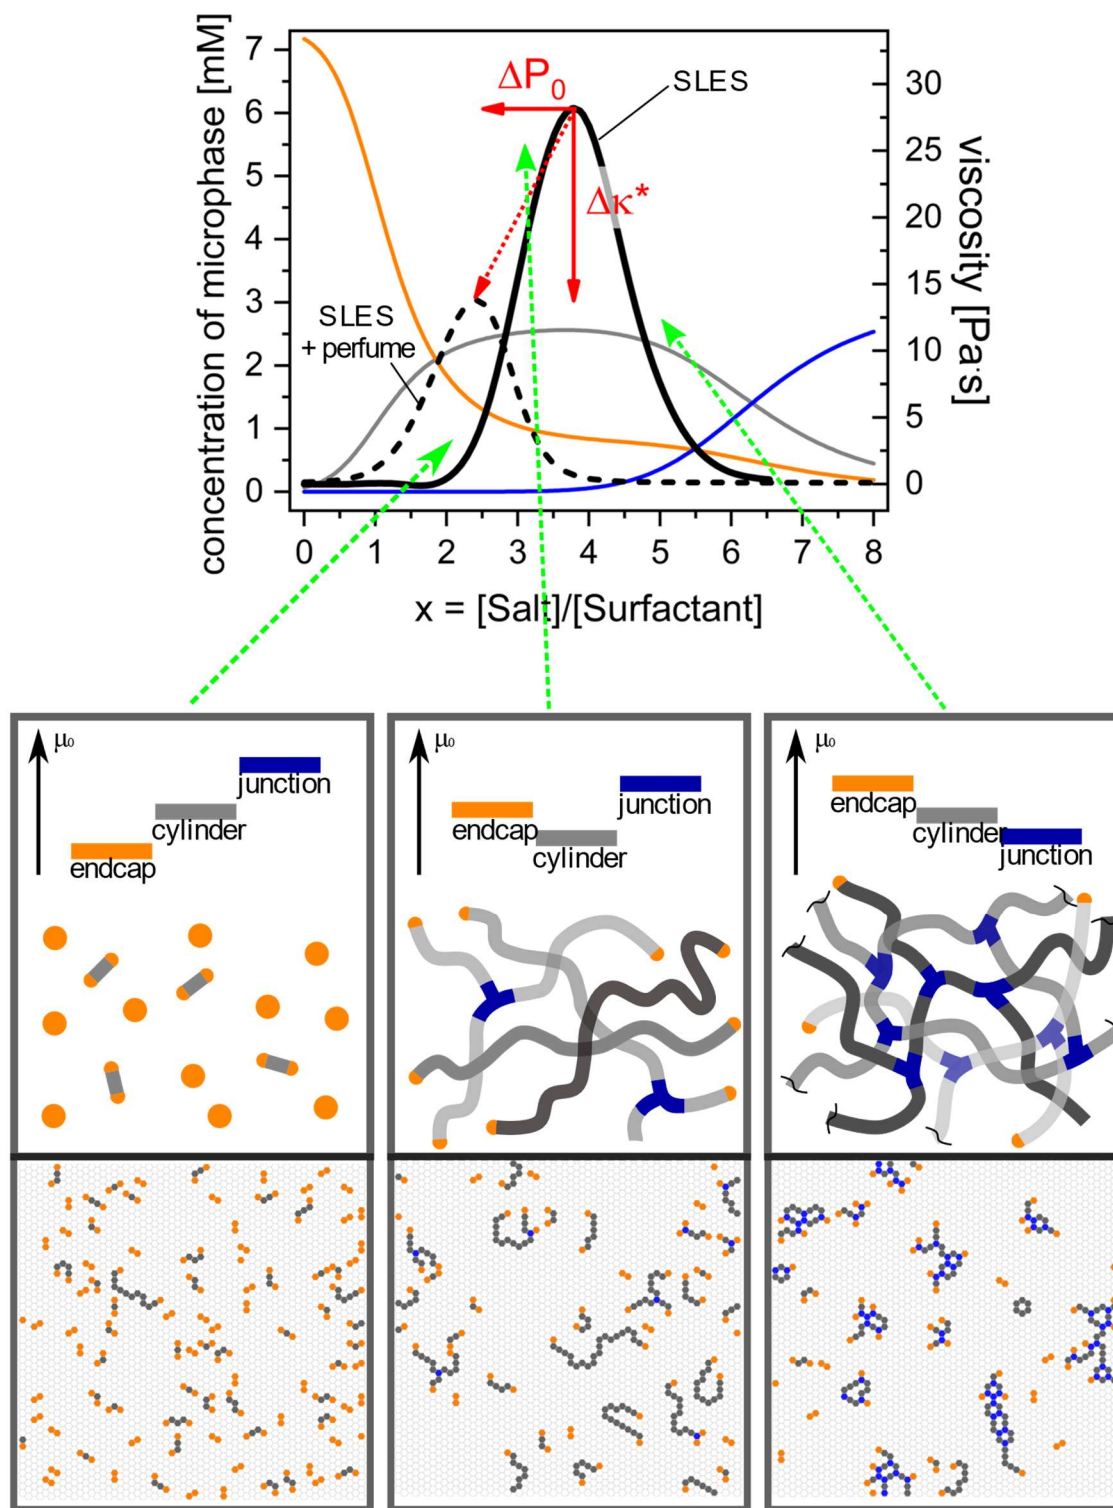 concentration of microphase [mM]
7
6
5
4
3
2
1
0
ΔP₀
SLES
Δκ*
SLES
+ perfume
30
25
20
15
10
5
0
viscosity [Pa·s]
0 1 2 3 4 5 6 7 8
x = [Salt]/[Surfactant]
μ₀
junction
cylinder
endcap
μ₀
endcap
junction
cylinder
μ₀
endcap
cylinder
junction